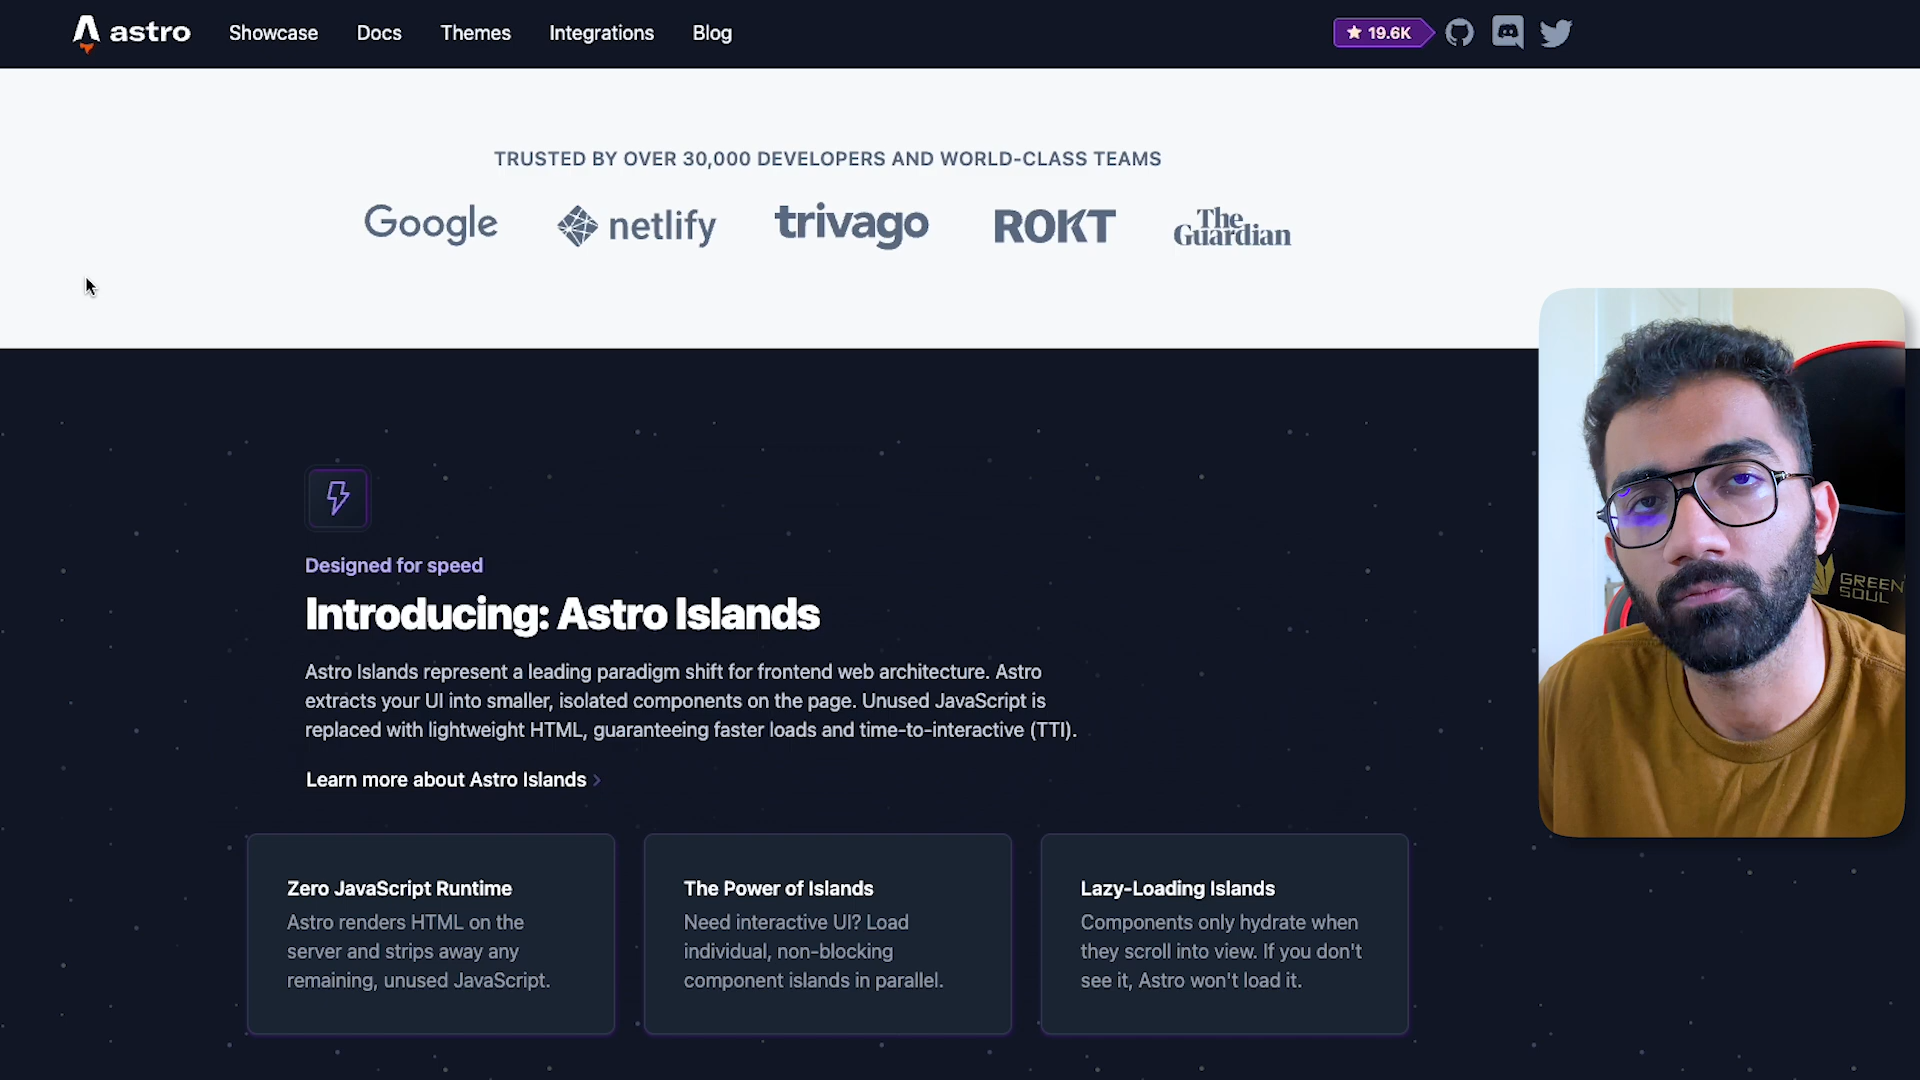 astro
Showcase
Docs
Themes
Integrations
Blog
19.6K
TRUSTED BY OVER 30,000 DEVELOPERS AND WORLD-CLASS TEAMS
Google
netlify
trivago
ROKT
The Guardian
Designed for speed
Introducing: Astro Islands
Astro Islands represent a leading paradigm shift for frontend web architecture. Astro
extracts your UI into smaller, isolated components on the page. Unused JavaScript is
replaced with lightweight HTML, guaranteeing faster loads and time-to-interactive (TTI).
Learn more about Astro Islands
Zero JavaScript Runtime
Astro renders HTML on the
server and strips away any
remaining, unused JavaScript.
The Power of Islands
Need interactive UI? Load
individual, non-blocking
component islands in parallel.
Lazy-Loading Islands
Components only hydrate when
they scroll into view. If you don't
see it, Astro won't load it.
GREEN
SOUL